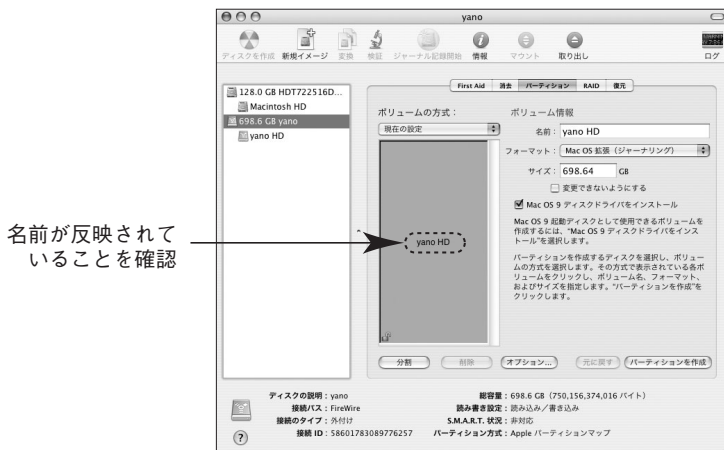 yano
ディスクを作成 新規イメージ 変換 検証 ジャーナル記録開始 情報 マウント 取り出し ログ
First Aid 消去 パーティション RAID 復元
128.0 GB HDT722516D...
Macintosh HD
698.6 GB yano
yano HD
ボリュームの方式：
現在の設定
yano HD
ボリューム情報
名前： yano HD
フォーマット： Mac OS 拡張（ジャーナリング）
サイズ： 698.64 GB
変更できないようにする
Mac OS 9 ディスクドライバをインストール
Mac OS 9 起動ディスクとして使用できるボリュームを
作成するには、"Mac OS 9 ディスクドライバをインス
トール"を選択します。
パーティションを作成するディスクを選択し、ボリュー
ムの方式を選択します。その方式で表示されている各ボ
リュームをクリックし、ボリューム名、フォーマット、
およびサイズを指定します。"パーティションを作成"を
クリックします。
分割 削除 オプション... 元に戻す パーティションを作成
名前が反映されて
いることを確認
ディスクの説明：yano
接続バス：FireWire
接続のタイプ：外付け
接続 ID：58601783089776257
総容量：698.6 GB（750,156,374,016 バイト）
読み書き設定：読み込み／書き込み
S.M.A.R.T. 状況：非対応
パーティション方式：Apple パーティションマップ
?